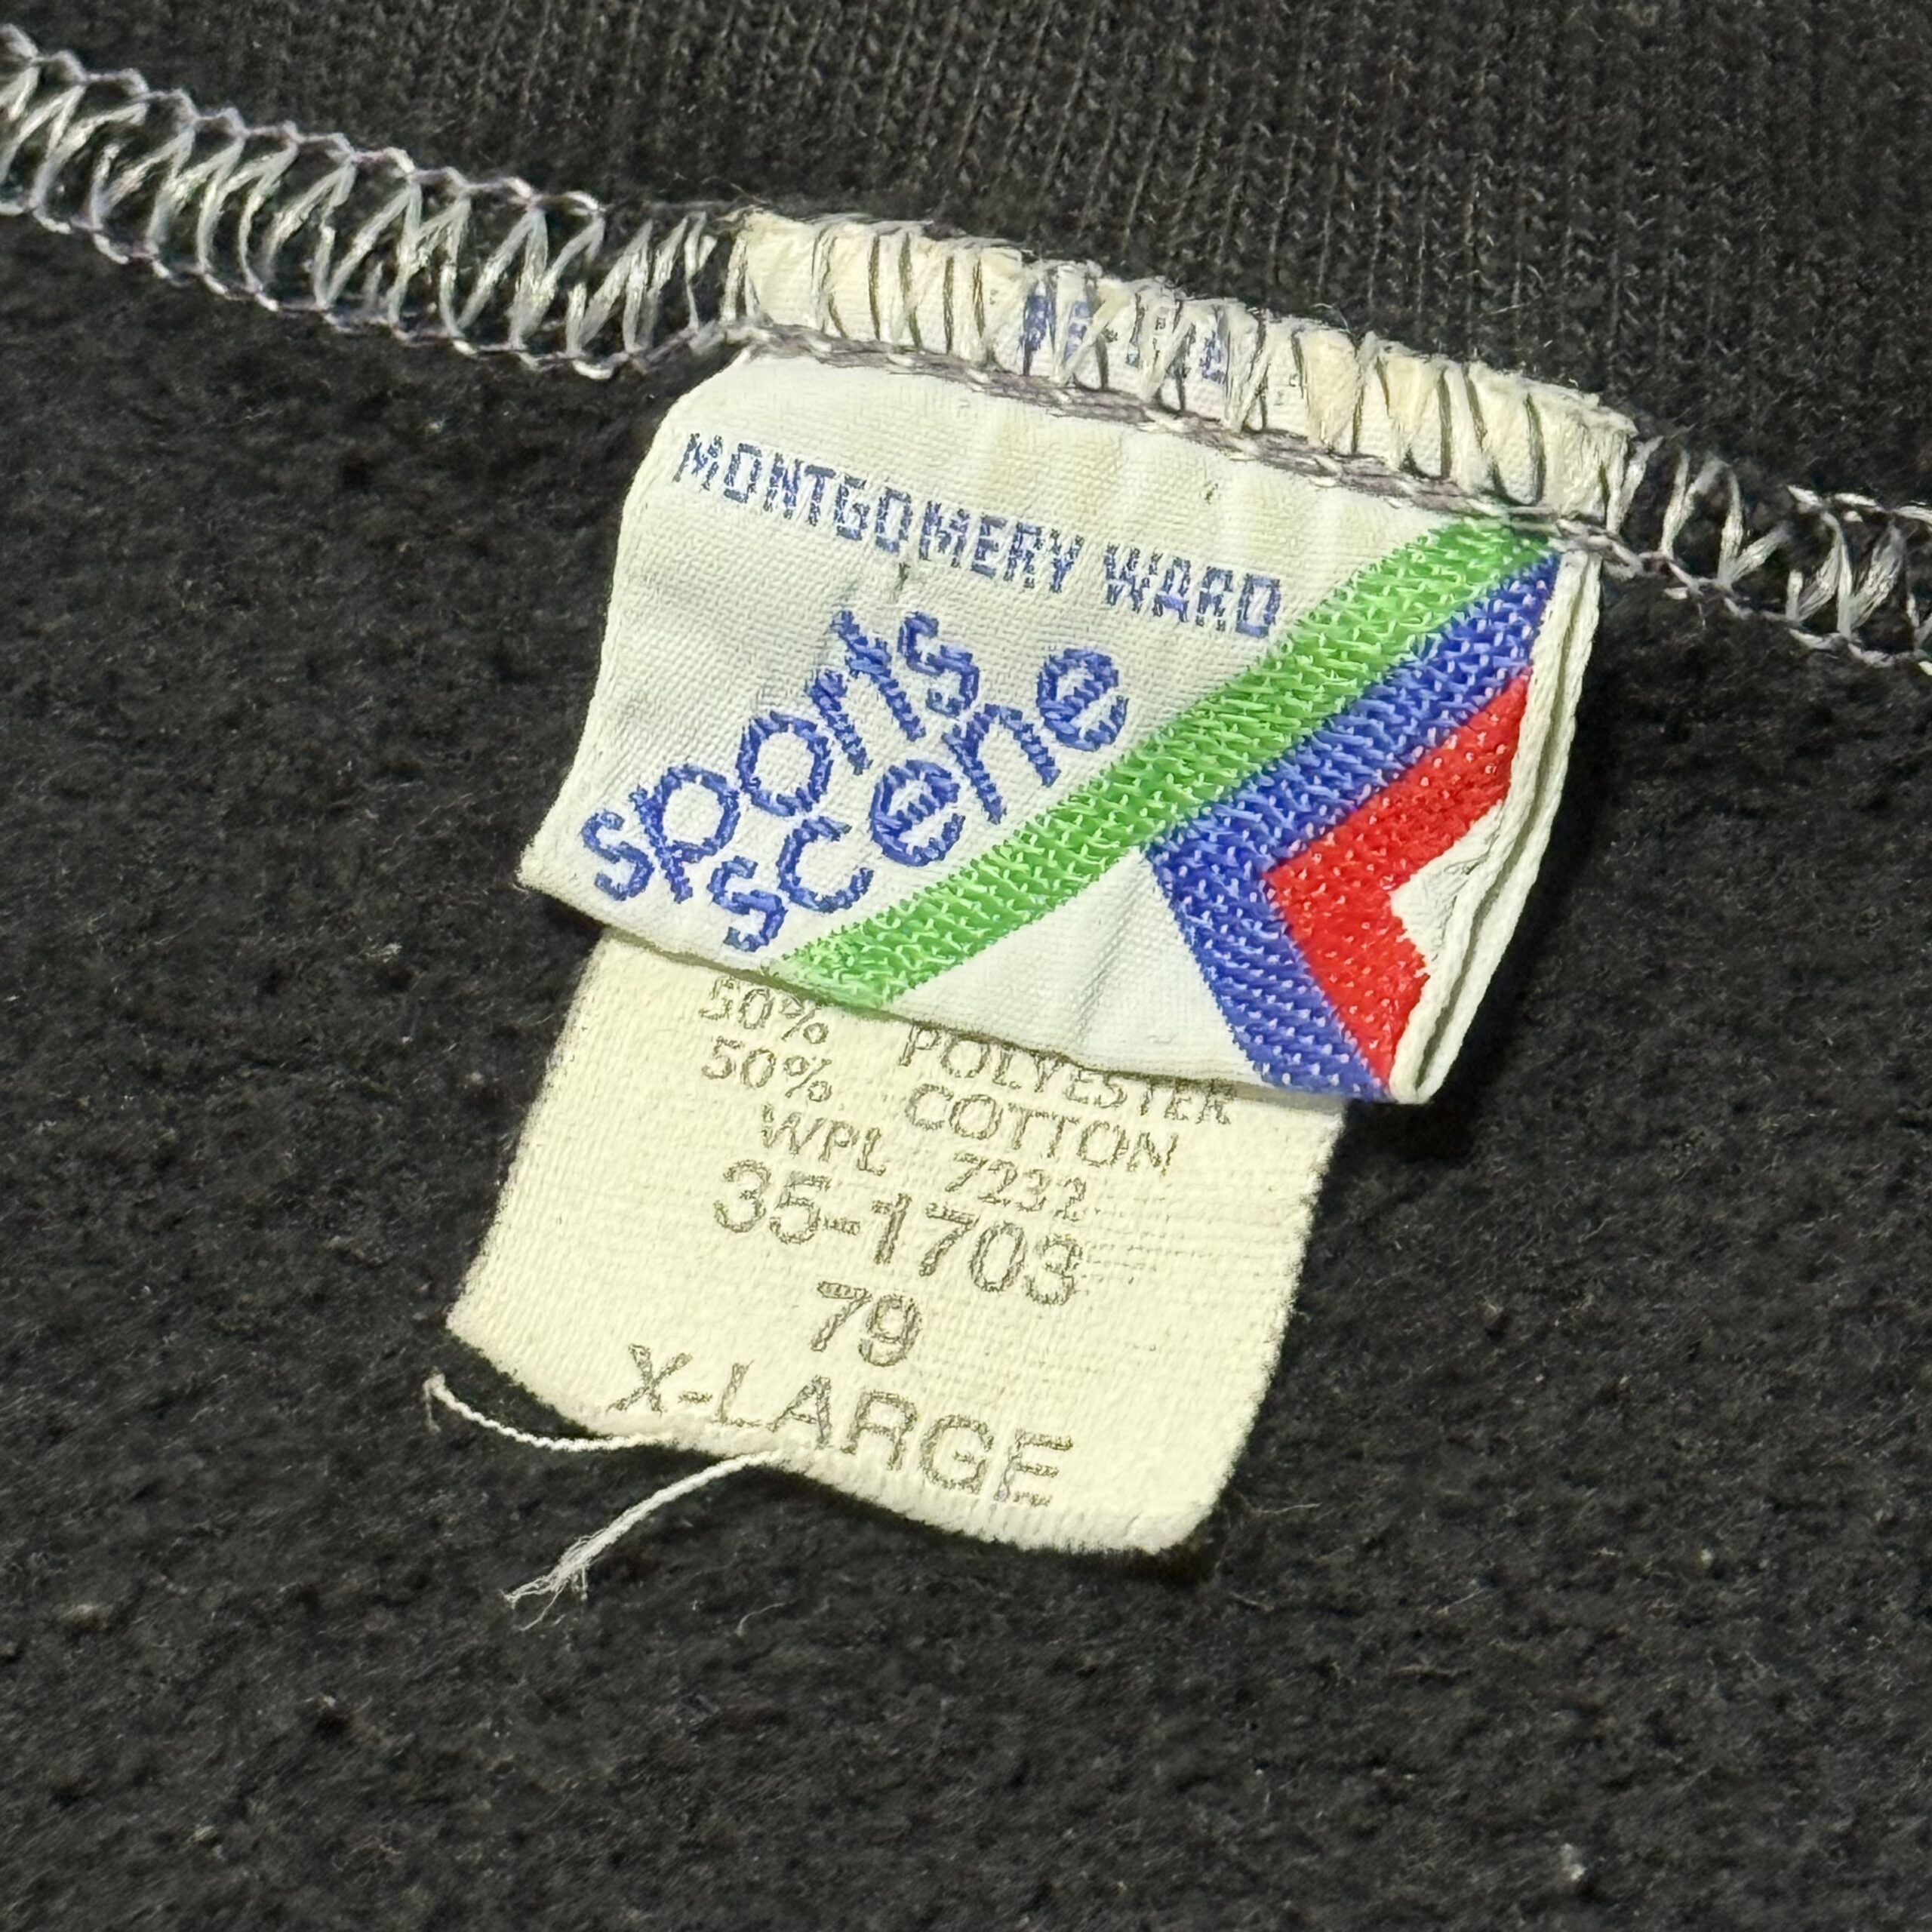 MONTGOMERY WARD
sports
scene
50% POLYESTER
50% COTTON
WPL 7232
35-1703
79
X-LARGE